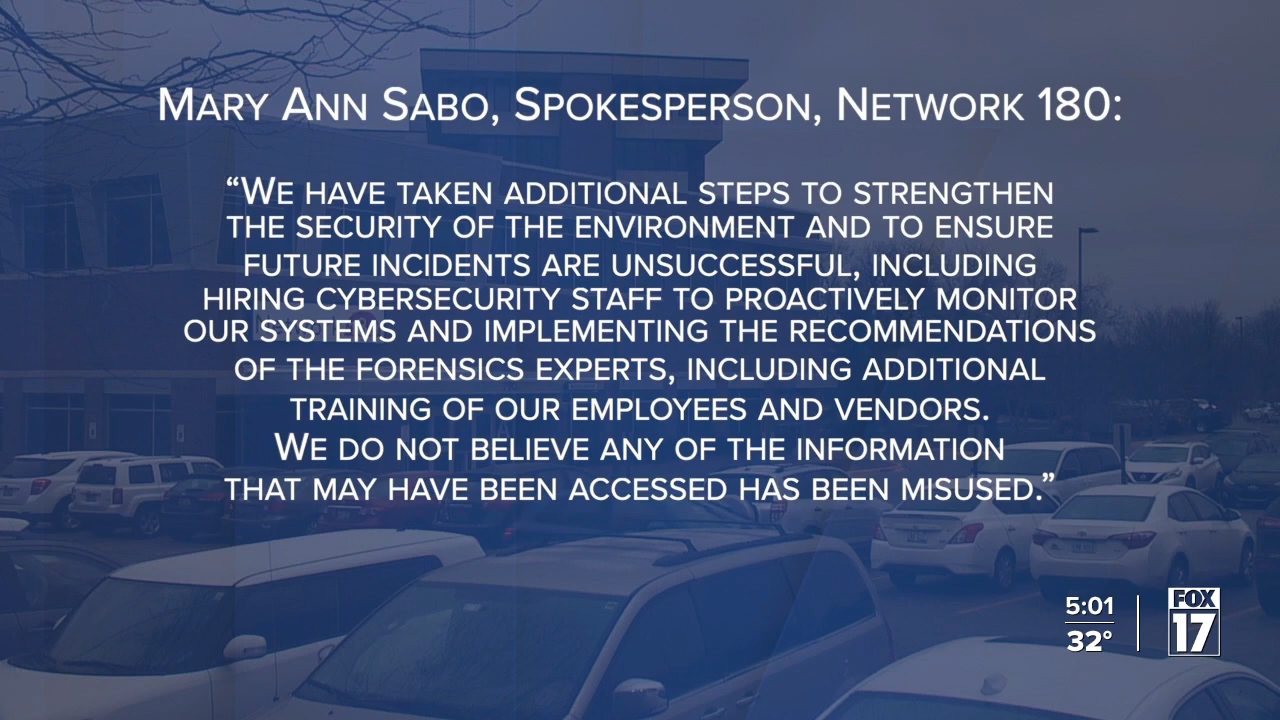 MARY ANN SABO, SPOKESPERSON, NETWORK 180:
“WE HAVE TAKEN ADDITIONAL STEPS TO STRENGTHEN
THE SECURITY OF THE ENVIRONMENT AND TO ENSURE
FUTURE INCIDENTS ARE UNSUCCESSFUL, INCLUDING
HIRING CYBERSECURITY STAFF TO PROACTIVELY MONITOR
OUR SYSTEMS AND IMPLEMENTING THE RECOMMENDATIONS
OF THE FORENSICS EXPERTS, INCLUDING ADDITIONAL
TRAINING OF OUR EMPLOYEES AND VENDORS.
WE DO NOT BELIEVE ANY OF THE INFORMATION
THAT MAY HAVE BEEN ACCESSED HAS BEEN MISUSED.”
5:01
32°
FOX
17